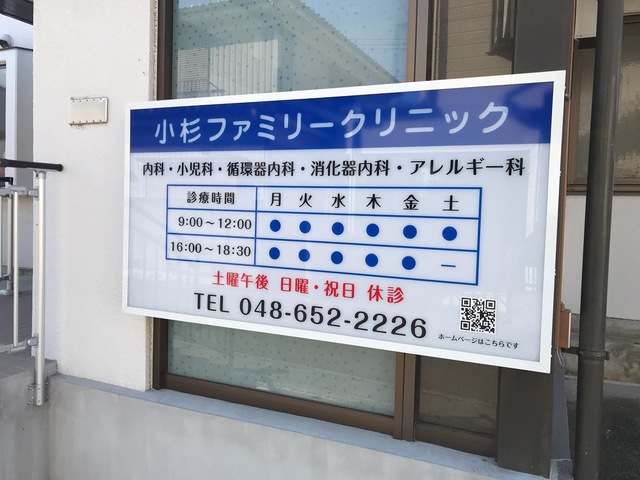 小杉ファミリークリニック
内科・小児科・循環器内科・消化器内科・アレルギー科
診療時間 月 火 水 木 金 土
9:00～12:00 ● ● ● ● ● ●
16:00～18:30 ● ● ● ● ● ー
土曜午後 日曜・祝日 休診
TEL 048-652-2226
ホームページはこちらです